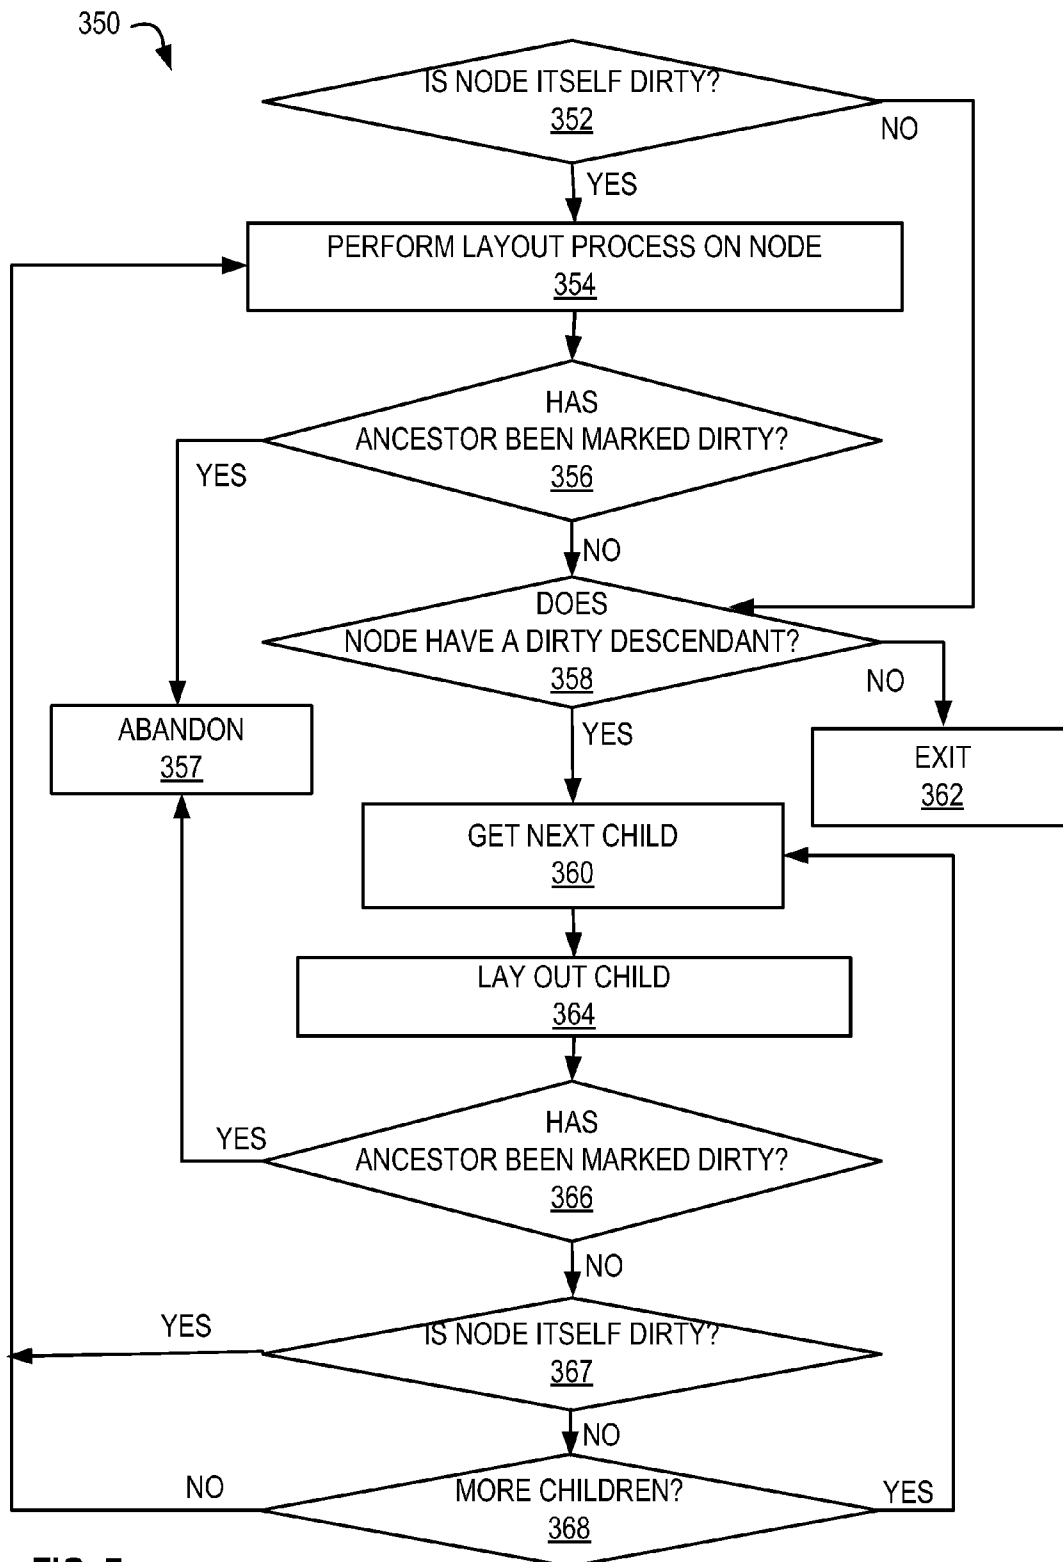 350
IS NODE ITSELF DIRTY?
352
NO
YES
PERFORM LAYOUT PROCESS ON NODE
354
HAS
ANCESTOR BEEN MARKED DIRTY?
356
YES
NO
DOES
NODE HAVE A DIRTY DESCENDANT?
358
NO
YES
ABANDON
357
EXIT
362
GET NEXT CHILD
360
LAY OUT CHILD
364
HAS
ANCESTOR BEEN MARKED DIRTY?
366
YES
NO
IS NODE ITSELF DIRTY?
367
YES
NO
MORE CHILDREN?
368
NO
YES